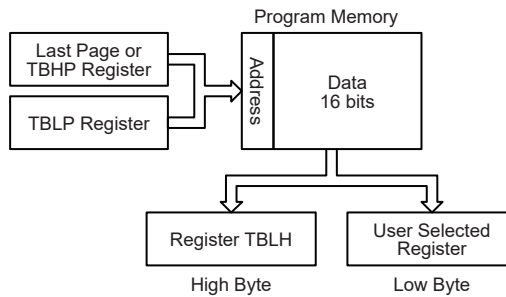 Program Memory
Last Page or
TBHP Register
TBLP Register
Address
Data
16 bits
Register TBLH
User Selected
Register
High Byte
Low Byte